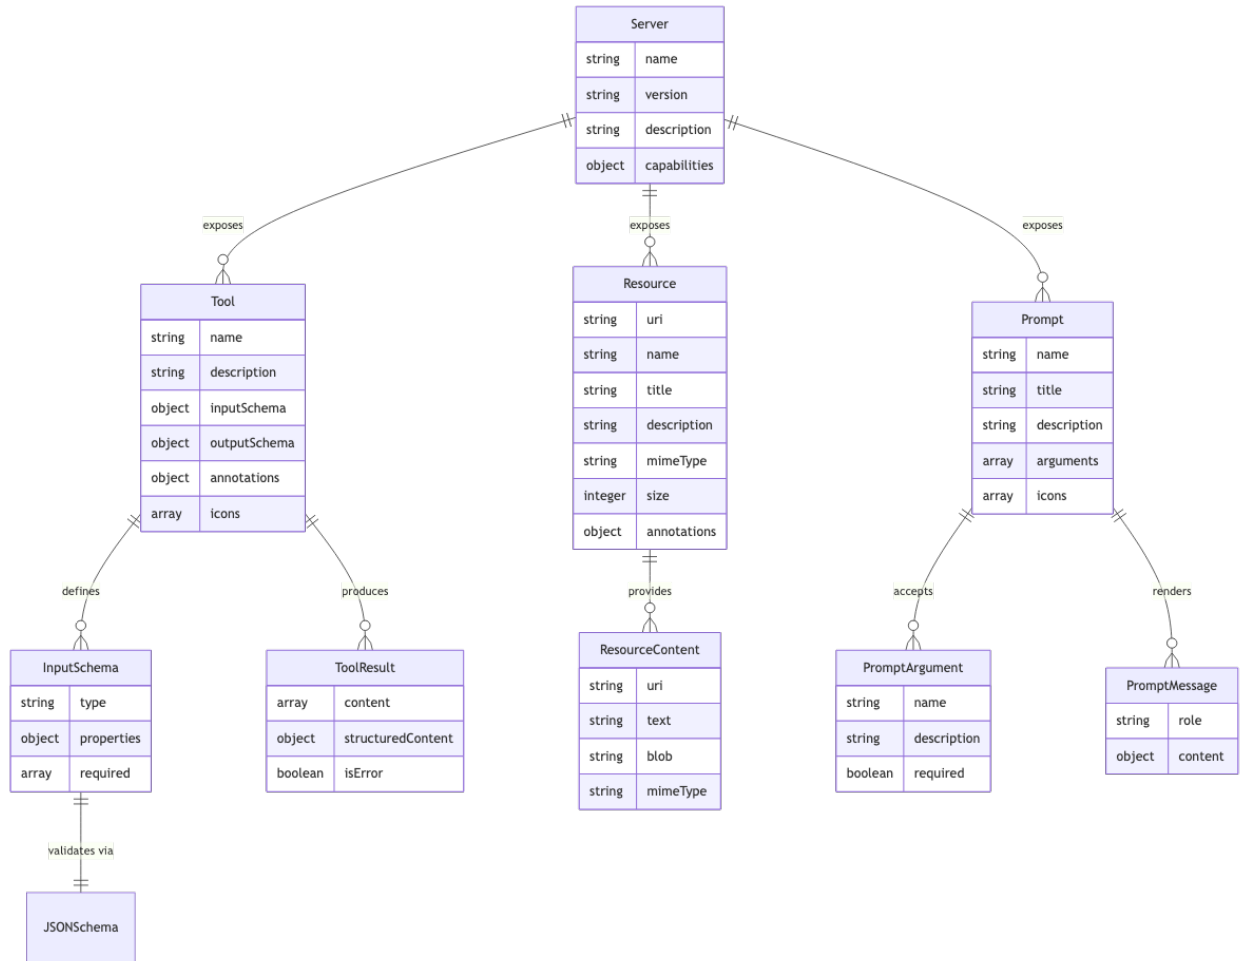 Server
string name
string version
string description
object capabilities
exposes
exposes
exposes
Tool
string name
string description
object inputSchema
object outputSchema
object annotations
array icons
Resource
string uri
string name
string title
string description
string mimeType
integer size
object annotations
Prompt
string name
string title
string description
array arguments
array icons
defines
produces
provides
accepts
renders
InputSchema
string type
object properties
array required
ToolResult
array content
object structuredContent
boolean isError
ResourceContent
string uri
string text
string blob
string mimeType
PromptArgument
string name
string description
boolean required
PromptMessage
string role
object content
validates via
JSONSchema